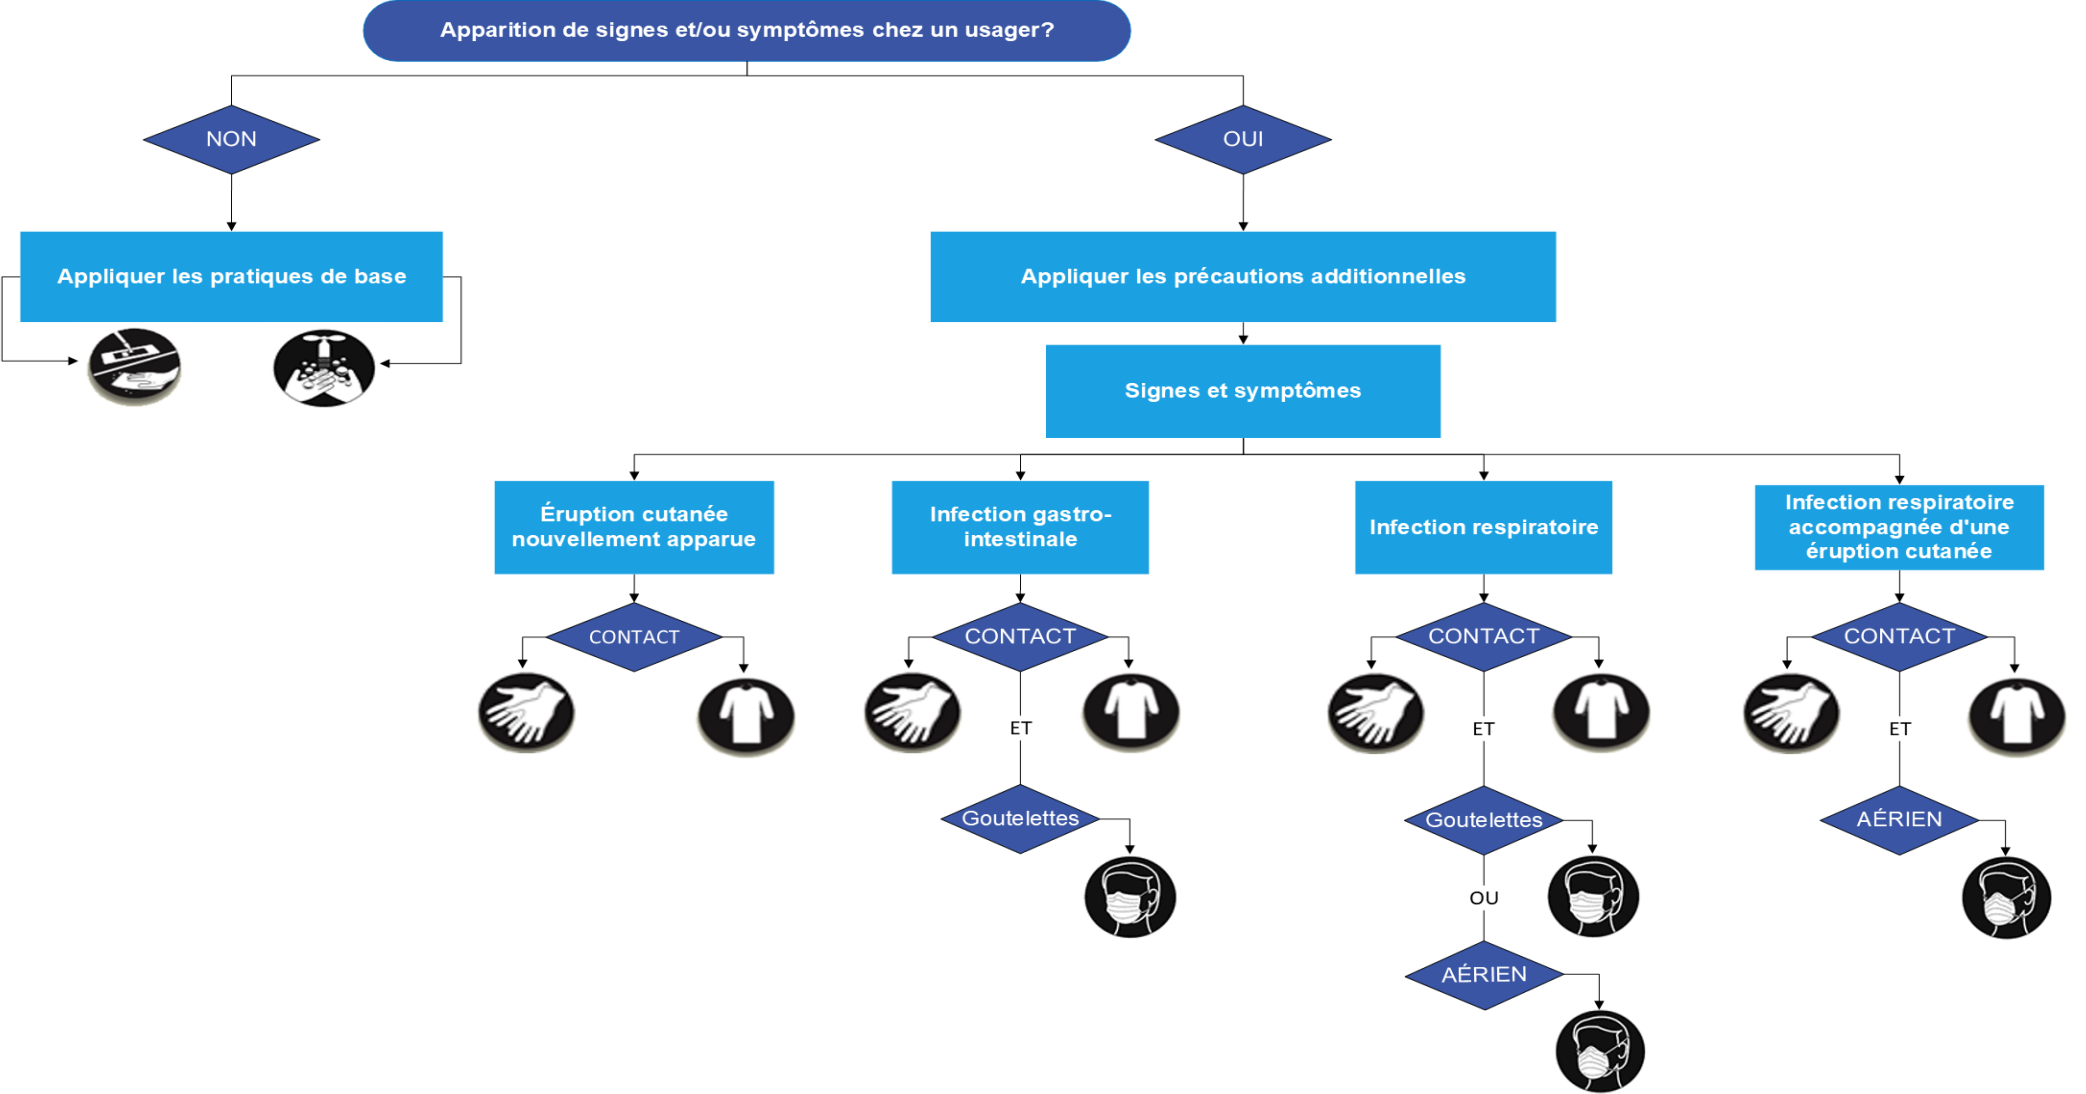 Apparition de signes et/ou symptômes chez un usager?
NON
OUI
Appliquer les pratiques de base
Appliquer les précautions additionnelles
Signes et symptômes
Éruption cutanée
nouvellement apparue
Infection gastro-
intestinale
Infection respiratoire
Infection respiratoire
accompagnée d'une
éruption cutanée
CONTACT
CONTACT
CONTACT
CONTACT
ET
ET
ET
Goutelettes
Goutelettes
AÉRIEN
OU
AÉRIEN